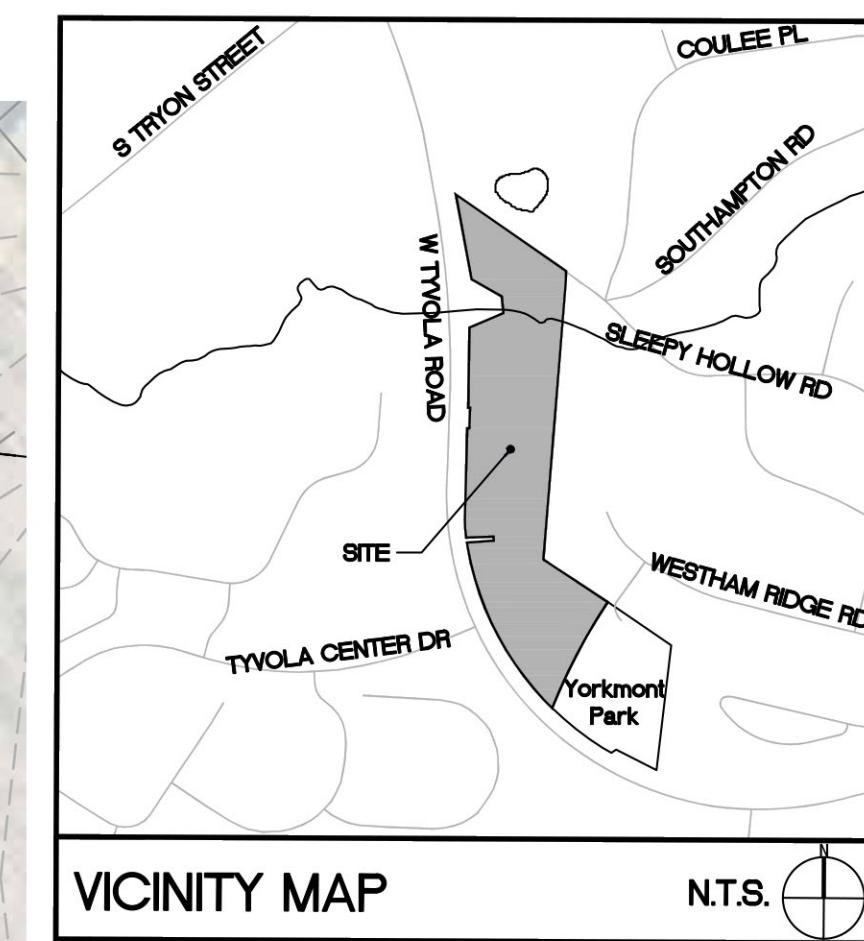 S TRYON STREET
COULEE PL
SOUTHAMPTON RD
W TYVOLA ROAD
SLEEPY HOLLOW RD
SITE
WESTHAM RIDGE RD
TYVOLA CENTER DR
Yorkmont
Park
VICINITY MAP
N.T.S.
N